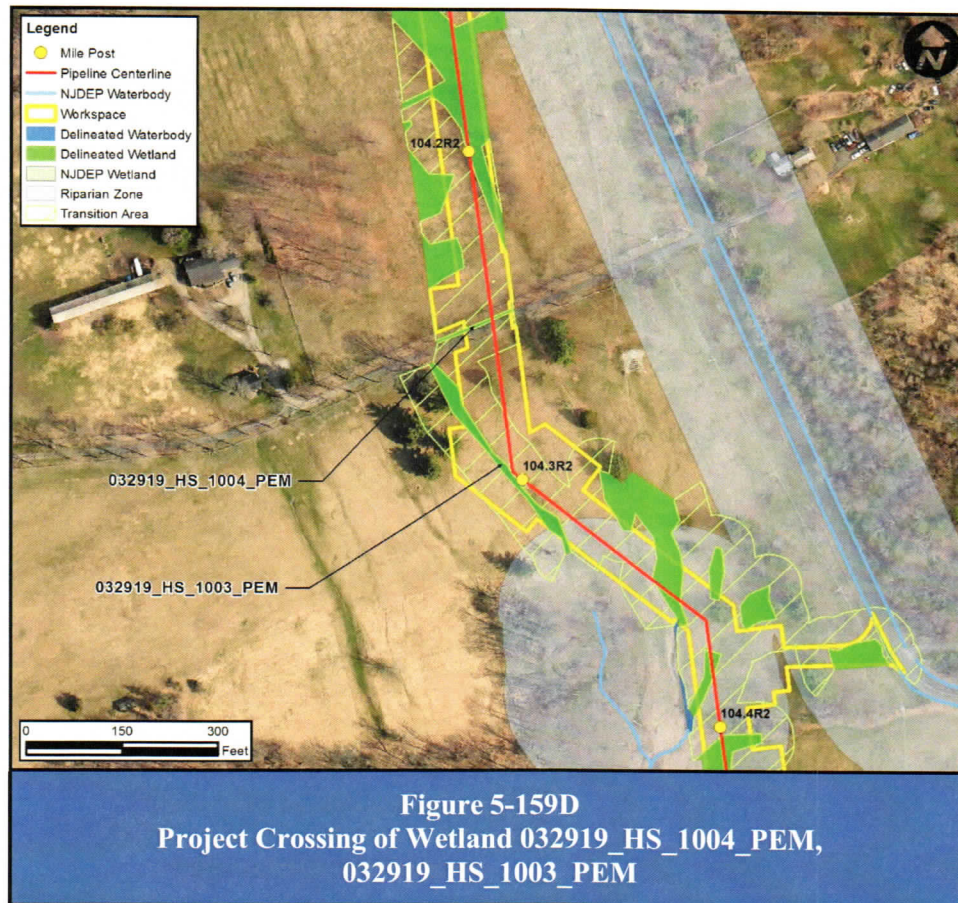 Legend
Mile Post
Pipeline Centerline
NJDEP Waterbody
Workspace
Delineated Waterbody
Delineated Wetland
NJDEP Wetland
Riparian Zone
Transition Area
N
104.2R2
104.3R2
032919_HS_1004_PEM
032919_HS_1003_PEM
104.4R2
0 150 300
Feet
Figure 5-159D
Project Crossing of Wetland 032919_HS_1004_PEM,
032919_HS_1003_PEM